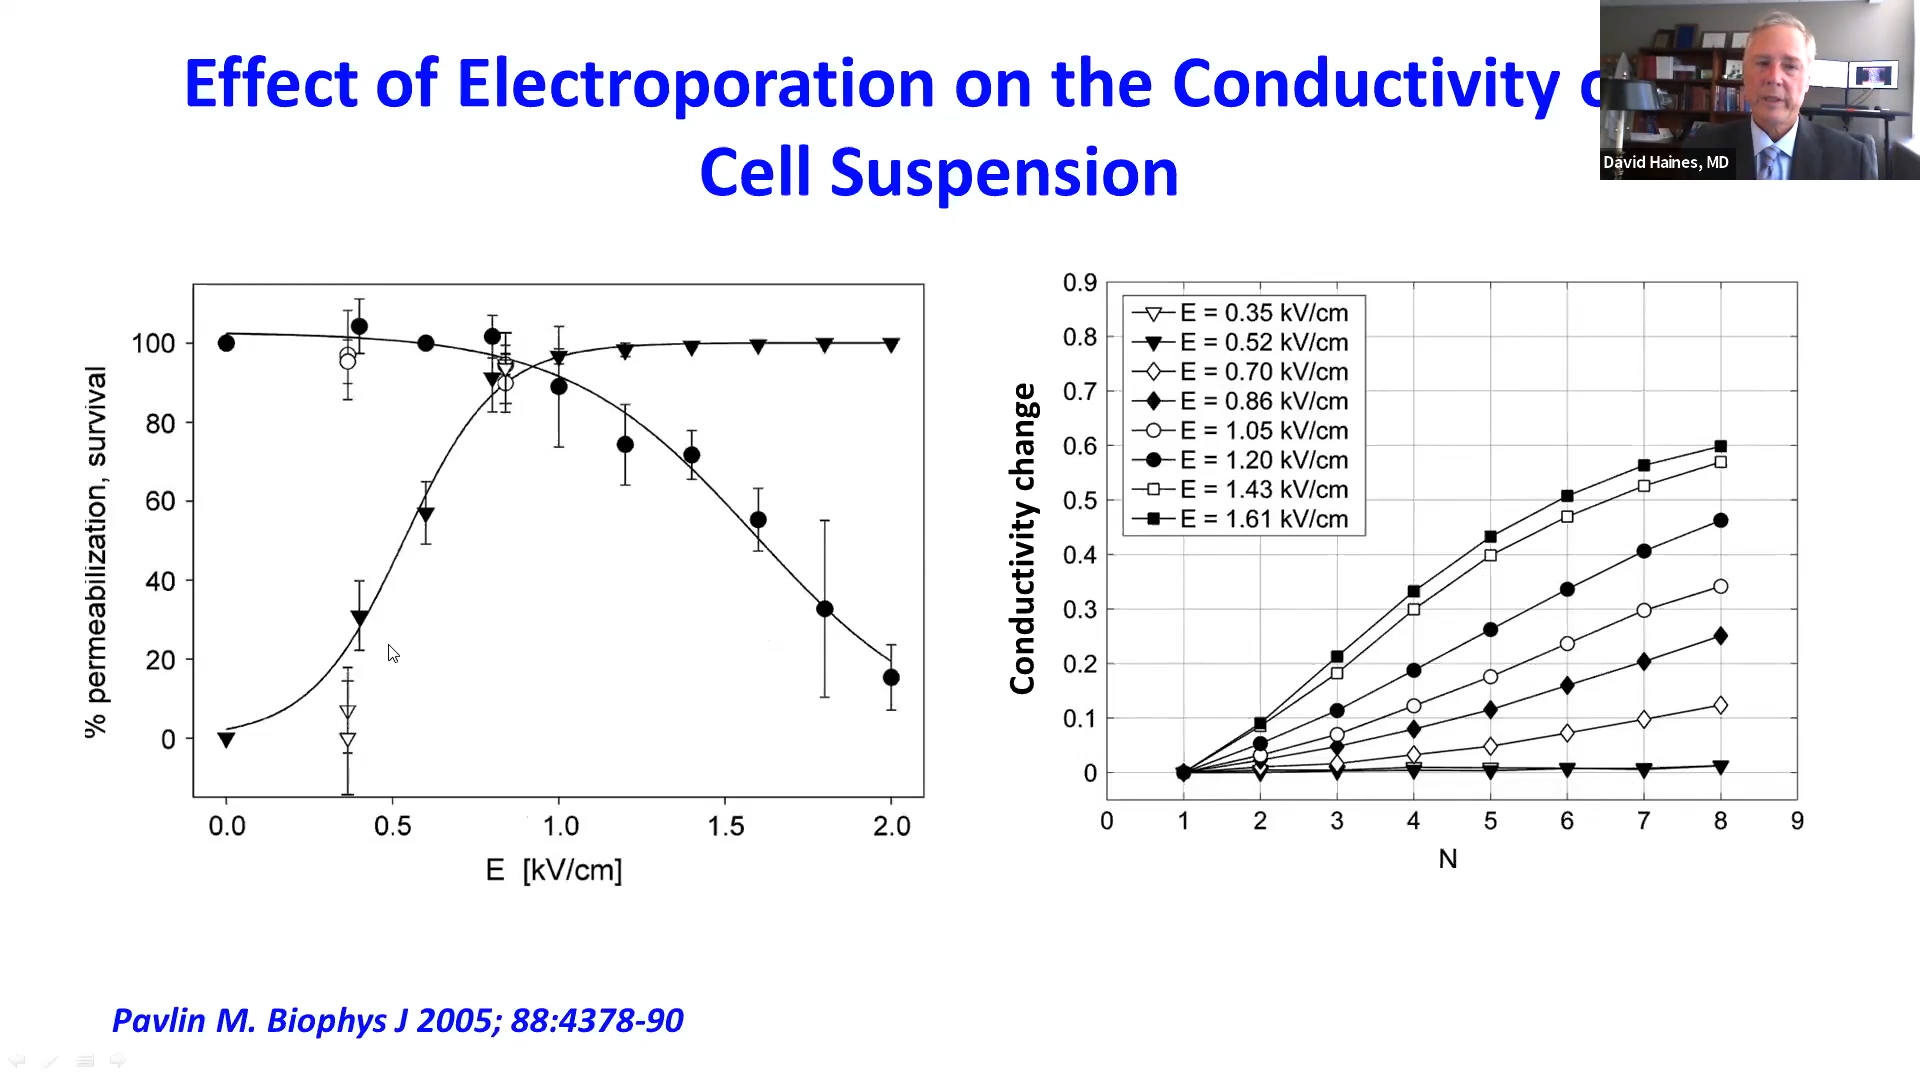 Effect of Electroporation on the Conductivity
Cell Suspension
David Haines, MD
% permeabilization, survival
100
80
60
40
20
0
0.0 0.5 1.0 1.5 2.0
E [kV/cm]
Conductivity change
0.9
0.8
0.7
0.6
0.5
0.4
0.3
0.2
0.1
0
E = 0.35 kV/cm
E = 0.52 kV/cm
E = 0.70 kV/cm
E = 0.86 kV/cm
E = 1.05 kV/cm
E = 1.20 kV/cm
E = 1.43 kV/cm
E = 1.61 kV/cm
0 1 2 3 4 5 6 7 8 9
N
Pavlin M. Biophys J 2005; 88:4378-90